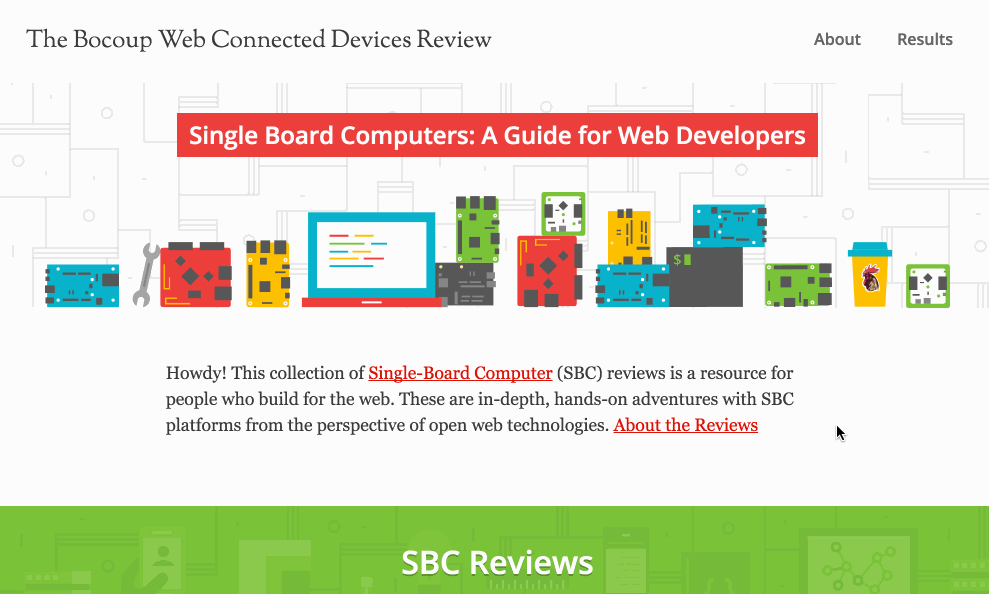 The Bocoup Web Connected Devices Review
About
Results
Single Board Computers: A Guide for Web Developers
$
Howdy! This collection of Single-Board Computer (SBC) reviews is a resource for
people who build for the web. These are in-depth, hands-on adventures with SBC
platforms from the perspective of open web technologies. About the Reviews
SBC Reviews